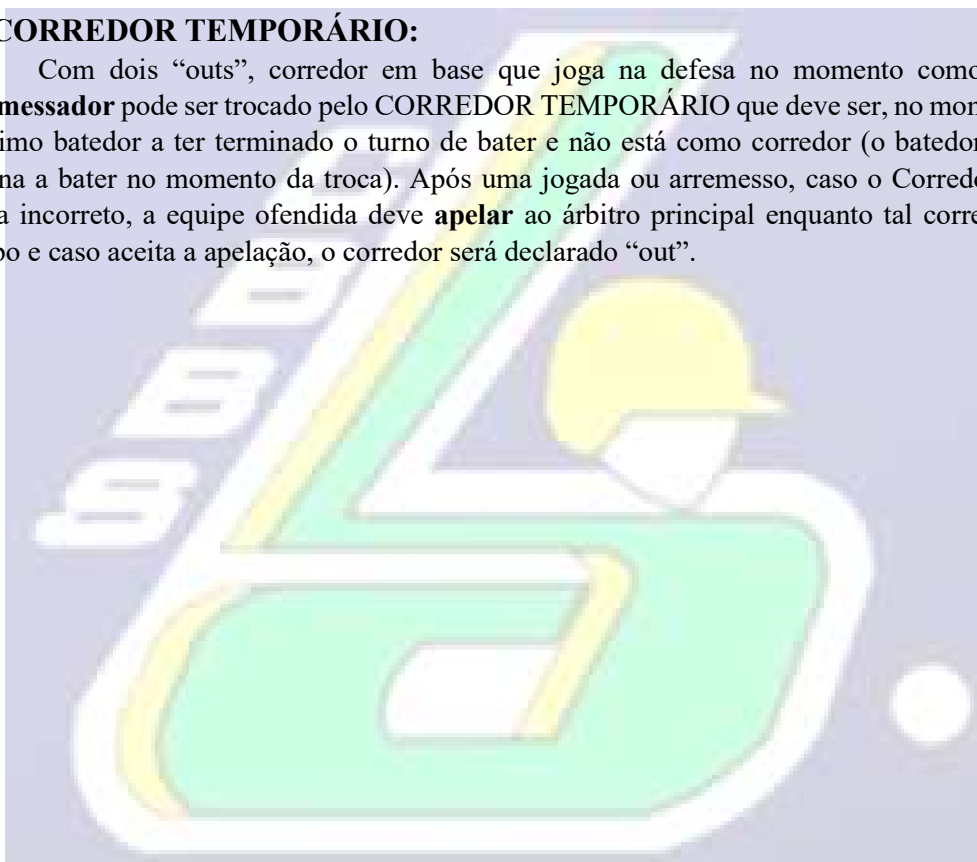 CORREDOR TEMPORÁRIO:
Com dois “outs”, corredor em base que joga na defesa no momento como
messador pode ser trocado pelo CORREDOR TEMPORÁRIO que deve ser, no mom
imo batedor a ter terminado o turno de bater e não está como corredor (o batedor
na a bater no momento da troca). Após uma jogada ou arremesso, caso o Corredo
a incorreto, a equipe ofendida deve apelar ao árbitro principal enquanto tal corre
po e caso aceita a apelação, o corredor será declarado “out”.
C
B
B
S